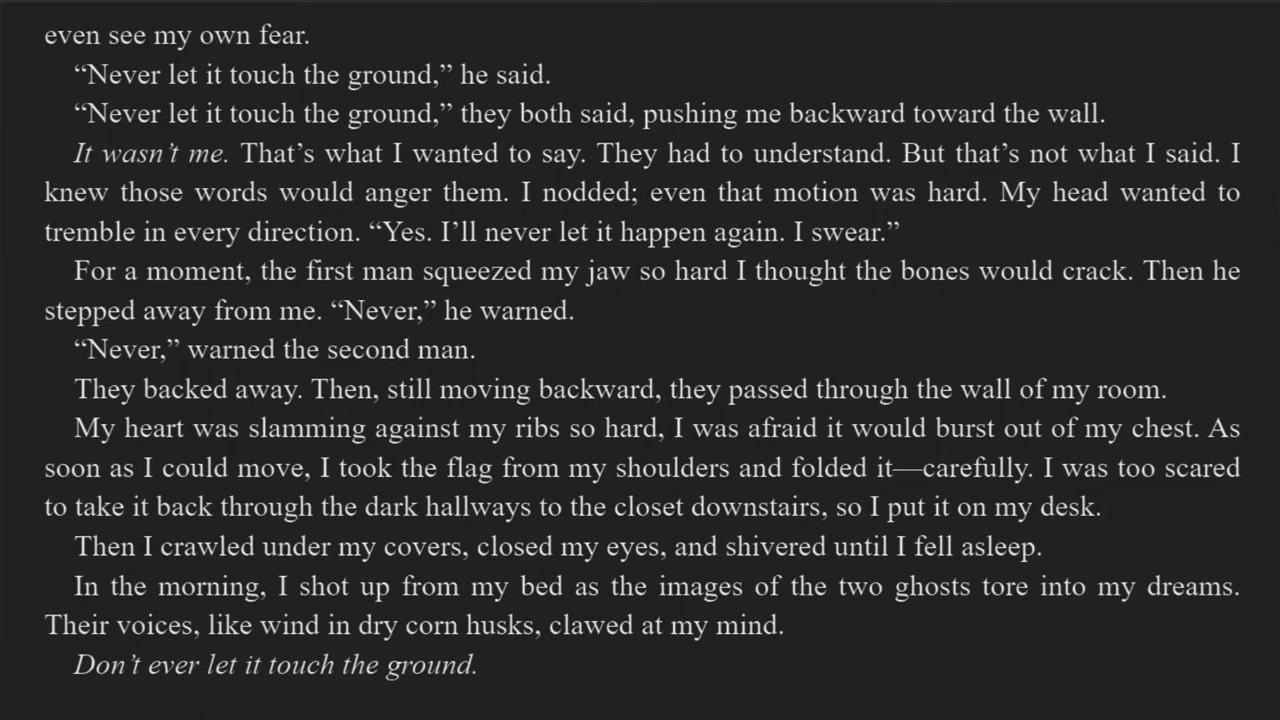 even see my own fear.
“Never let it touch the ground,” he said.
“Never let it touch the ground,” they both said, pushing me backward toward the wall.
It wasn’t me. That’s what I wanted to say. They had to understand. But that’s not what I said. I
knew those words would anger them. I nodded; even that motion was hard. My head wanted to
tremble in every direction. “Yes. I’ll never let it happen again. I swear.”
For a moment, the first man squeezed my jaw so hard I thought the bones would crack. Then he
stepped away from me. “Never,” he warned.
“Never,” warned the second man.
They backed away. Then, still moving backward, they passed through the wall of my room.
My heart was slamming against my ribs so hard, I was afraid it would burst out of my chest. As
soon as I could move, I took the flag from my shoulders and folded it—carefully. I was too scared
to take it back through the dark hallways to the closet downstairs, so I put it on my desk.
Then I crawled under my covers, closed my eyes, and shivered until I fell asleep.
In the morning, I shot up from my bed as the images of the two ghosts tore into my dreams.
Their voices, like wind in dry corn husks, clawed at my mind.
Don’t ever let it touch the ground.